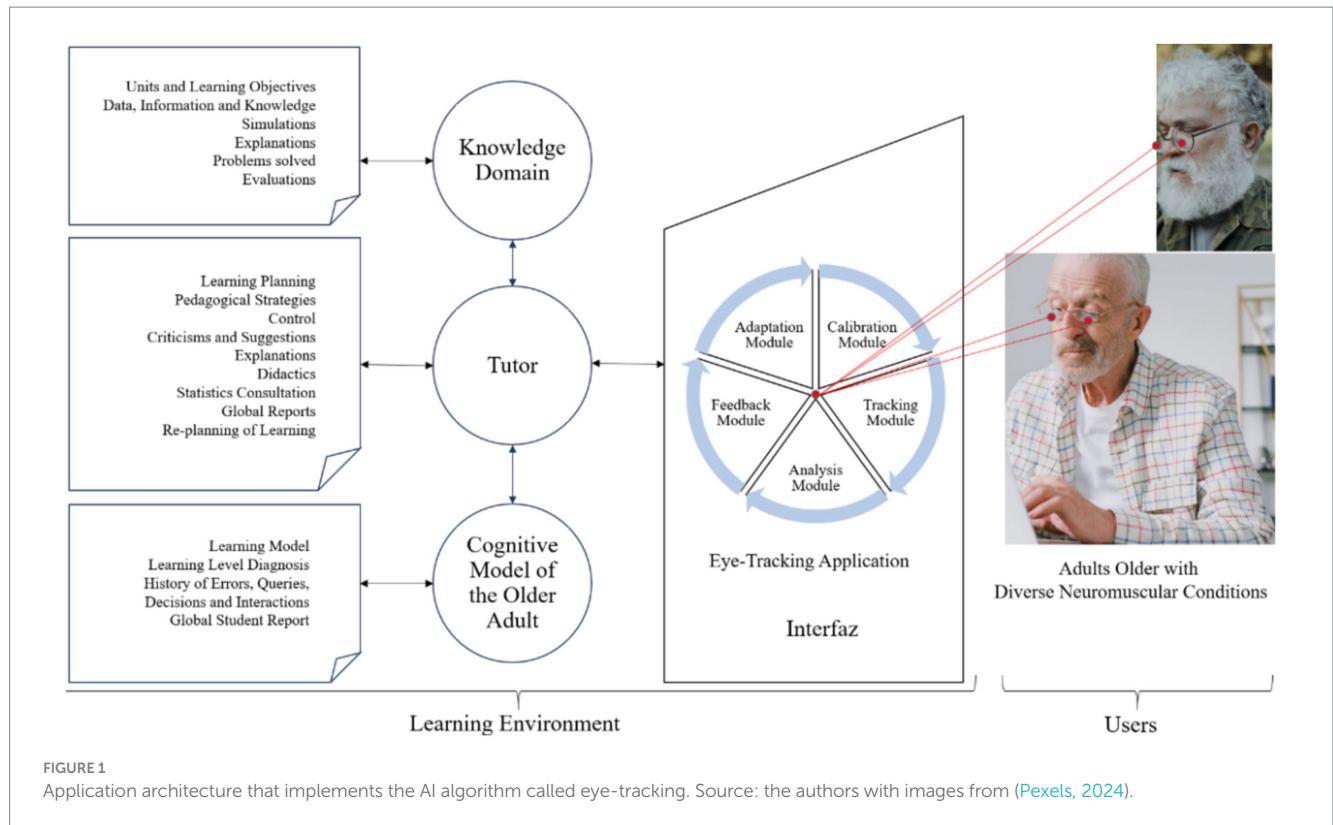 Units and Learning Objectives
Data, Information and Knowledge
Simulations
Explanations
Problems solved
Evaluations
Knowledge
Domain
Learning Planning
Pedagogical Strategies
Control
Criticisms and Suggestions
Explanations
Didactics
Statistics Consultation
Global Reports
Re-planning of Learning
Tutor
Learning Model
Learning Level Diagnosis
History of Errors, Queries,
Decisions and Interactions
Global Student Report
Cognitive
Model of
the Older
Adult
Adaptation
Module
Calibration
Module
Feedback
Module
Tracking
Module
Analysis
Module
Eye-Tracking Application
Interfaz
Adults Older with
Diverse Neuromuscular Conditions
Learning Environment
Users
FIGURE 1
Application architecture that implements the AI algorithm called eye-tracking. Source: the authors with images from (Pexels, 2024).